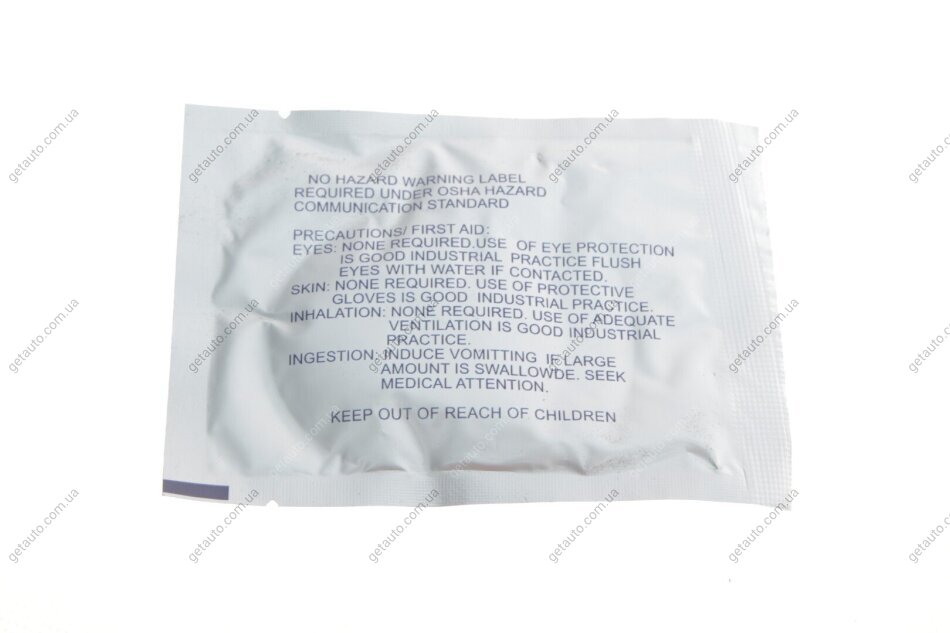 NO HAZARD WARNING LABEL
REQUIRED UNDER OSHA HAZARD
COMMUNICATION STANDARD
PRECAUTIONS/ FIRST AID:
EYES: NONE REQUIRED.USE OF EYE PROTECTION
IS GOOD INDUSTRIAL PRACTICE FLUSH
EYES WITH WATER IF CONTACTED.
SKIN: NONE REQUIRED. USE OF PROTECTIVE
GLOVES IS GOOD INDUSTRIAL PRACTICE.
INHALATION: NONE REQUIRED. USE OF ADEQUATE
VENTILATION IS GOOD INDUSTRIAL
PRACTICE.
INGESTION: INDUCE VOMITTING IF LARGE
AMOUNT IS SWALLOWDE. SEEK
MEDICAL ATTENTION.
KEEP OUT OF REACH OF CHILDREN
getauto.com.ua